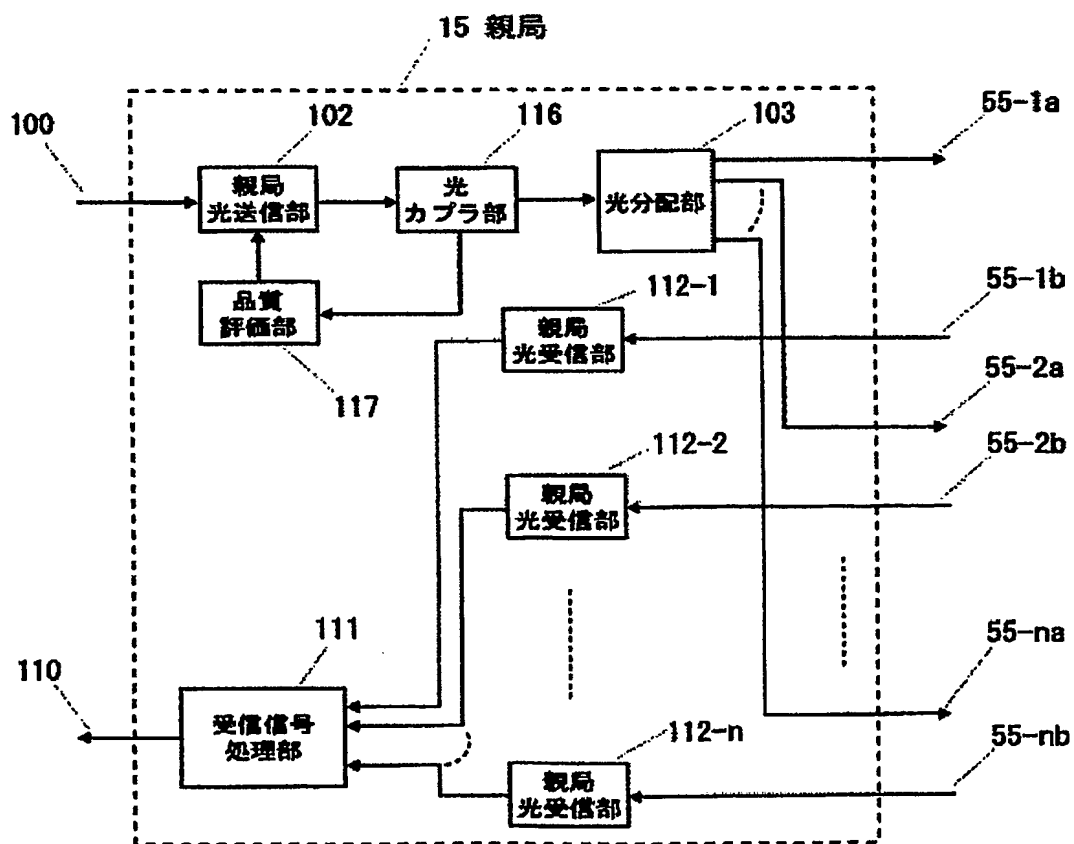 15 親局
100
102
116
103
55-1a
親局
光送信部
光
カプラ部
光分配部
品質
評価部
117
112-1
55-1b
親局
光受信部
55-2a
112-2
55-2b
親局
光受信部
111
55-na
110
受信信号
処理部
112-n
55-nb
親局
光受信部